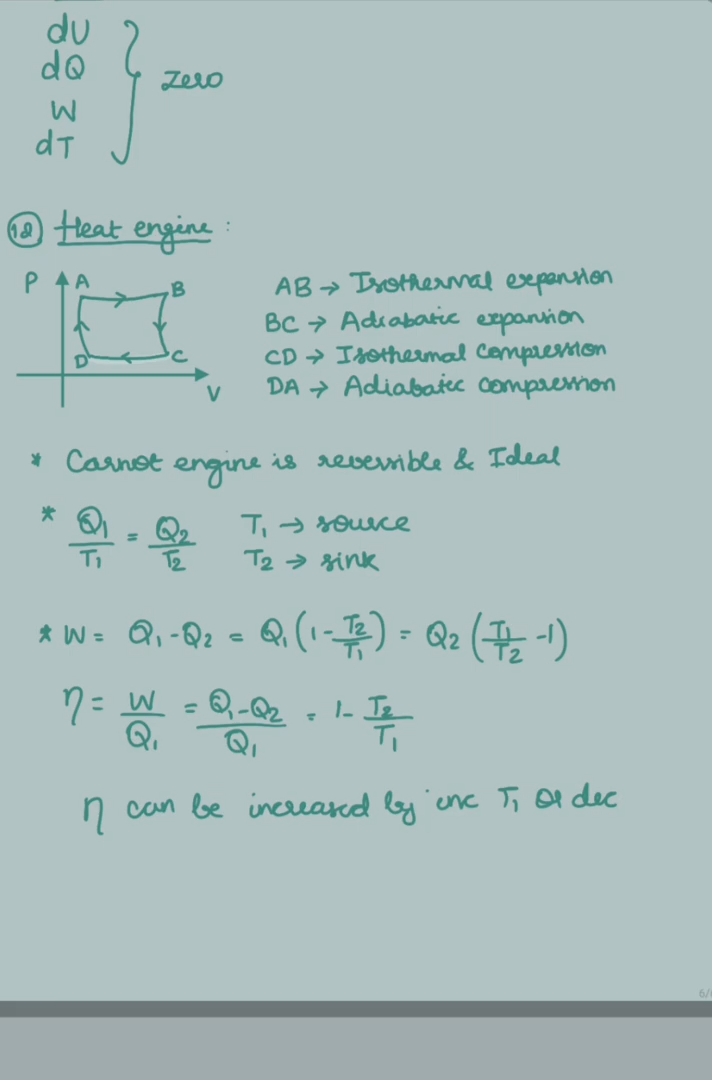 dU
dQ
W
dT
zero
12 Heat engine :
P A B
D C
V
AB → Isothermal expansion
BC → Adiabatic expansion
CD → Isothermal compression
DA → Adiabatic compression
* Carnot engine is reversible & Ideal
* Q₁/T₁ = Q₂/T₂ T₁ → source
T₂ → sink
* W = Q₁-Q₂ = Q₁(1-T₂/T₁) = Q₂(T₁/T₂ -1)
η = W/Q₁ = Q₁-Q₂/Q₁ = 1- T₂/T₁
η can be increased by inc T₁ or dec